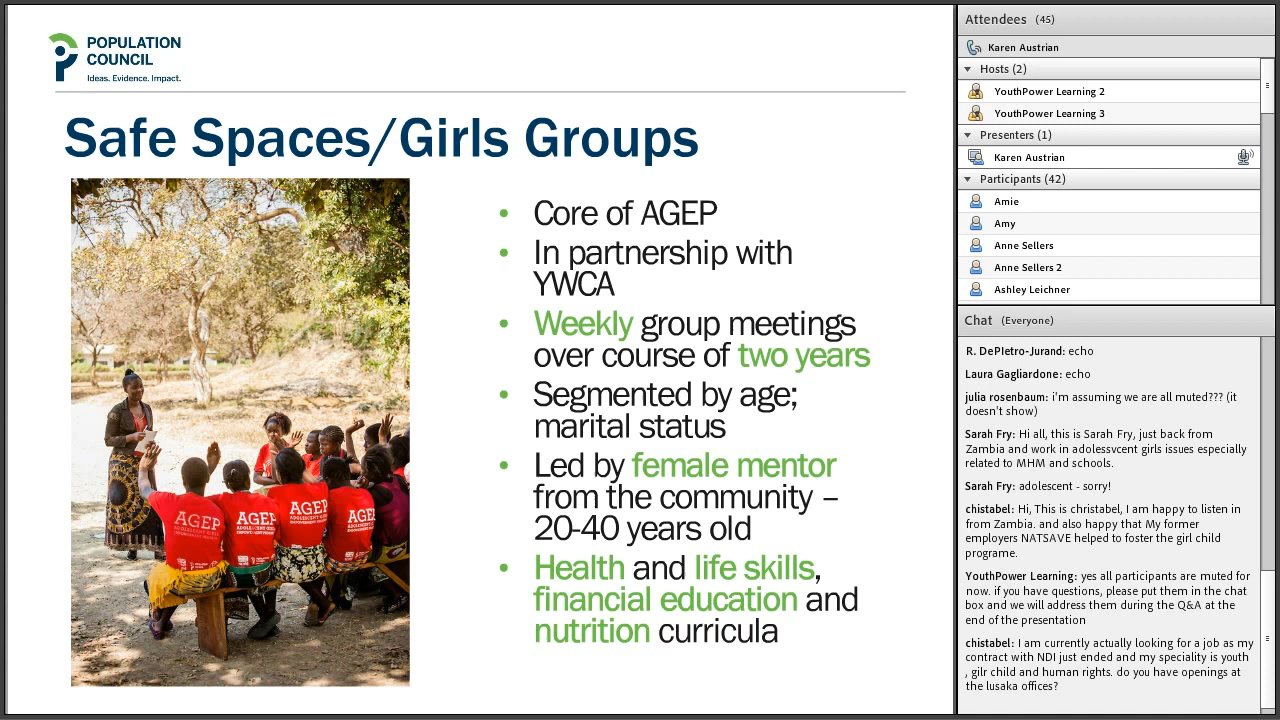 POPULATION
COUNCIL
Ideas. Evidence. Impact.
Safe Spaces/Girls Groups
AGEP
AGEP
AGEP
AGEP
• Core of AGEP
• In partnership with
YWCA
• Weekly group meetings
over course of two years
• Segmented by age;
marital status
• Led by female mentor
from the community –
20-40 years old
• Health and life skills,
financial education and
nutrition curricula
Attendees (45)
Karen Austrian
Hosts (2)
YouthPower Learning 2
YouthPower Learning 3
Presenters (1)
Karen Austrian
Participants (42)
Amie
Amy
Anne Sellers
Anne Sellers 2
Ashley Leichner
Chat (Everyone)
R. DePIetro-Jurand: echo
Laura Gagliardone: echo
julia rosenbaum: i'm assuming we are all muted??? (it
doesn't show)
Sarah Fry: Hi all, this is Sarah Fry, just back from
Zambia and work in adolessvcent girls issues especially
related to MHM and schools.
Sarah Fry: adolescent - sorry!
chistabel: Hi, This is christabel, I am happy to listen in
from Zambia. and also happy that My former
employers NATSAVE helped to foster the girl child
programe.
YouthPower Learning: yes all participants are muted for
now. if you have questions, please put them in the chat
box and we will address them during the Q&A at the
end of the presentation
chistabel: I am currently actually looking for a job as my
contract with NDI just ended and my speciality is youth
, gilr child and human rights. do you have openings at
the lusaka offices?